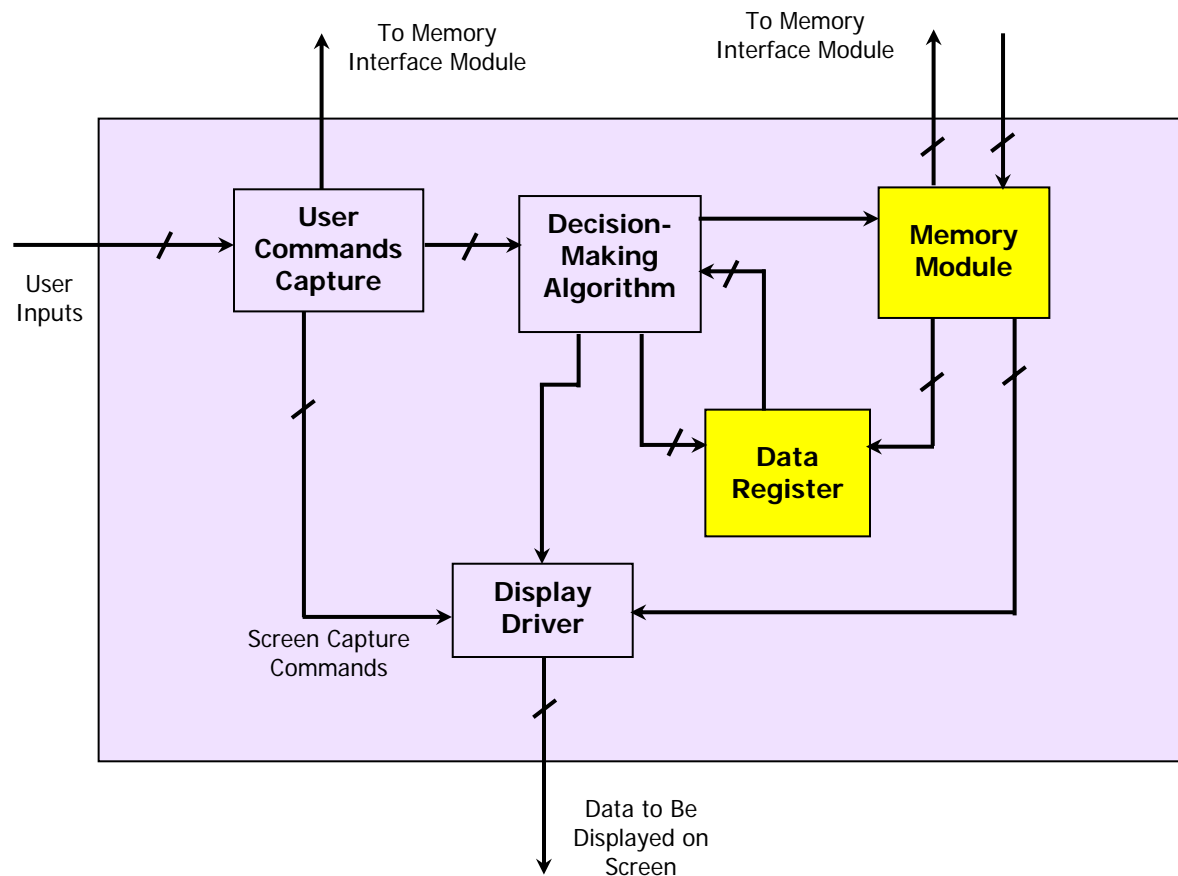 To Memory
Interface Module
To Memory
Interface Module
User
Commands
Capture
Decision-
Making
Algorithm
Memory
Module
User
Inputs
Data
Register
Display
Driver
Screen Capture
Commands
Data to Be
Displayed on
Screen